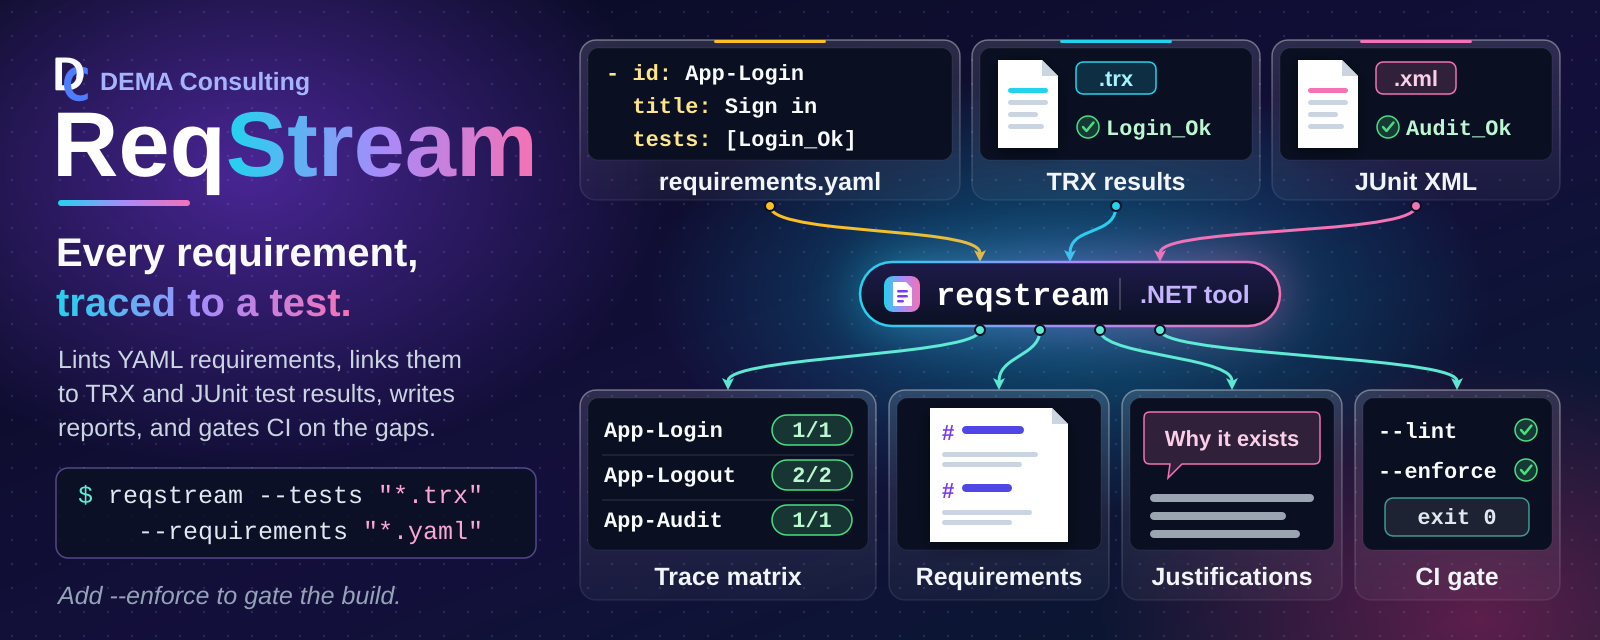 DC DEMA Consulting
ReqStream
Every requirement,
traced to a test.
Lints YAML requirements, links them
to TRX and JUnit test results, writes
reports, and gates CI on the gaps.
$ reqstream --tests "*.trx"
--requirements "*.yaml"
Add --enforce to gate the build.
- id: App-Login
title: Sign in
tests: [Login_Ok]
requirements.yaml
.trx
Login_Ok
TRX results
.xml
Audit_Ok
JUnit XML
reqstream .NET tool
App-Login 1/1
App-Logout 2/2
App-Audit 1/1
Trace matrix
#
#
Requirements
Why it exists
Justifications
--lint
--enforce
exit 0
CI gate